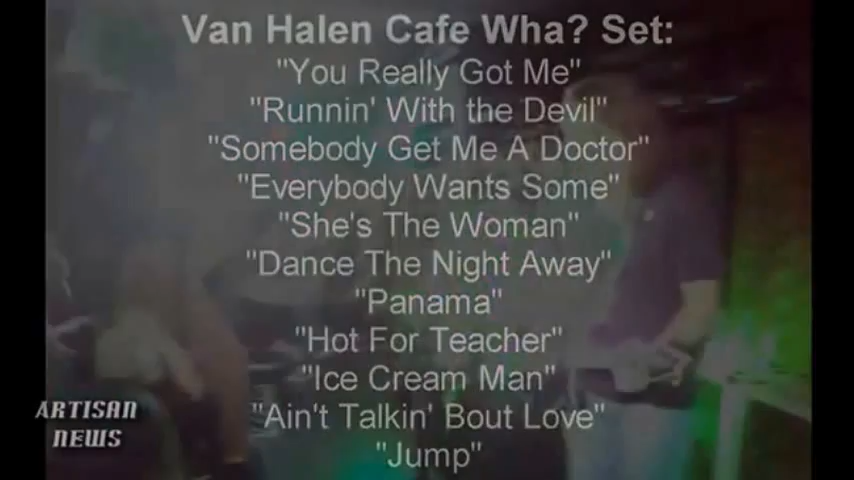 Van Halen Cafe Wha? Set:
"You Really Got Me"
"Runnin' With the Devil"
"Somebody Get Me A Doctor"
"Everybody Wants Some"
"She's The Woman"
"Dance The Night Away"
"Panama"
"Hot For Teacher"
"Ice Cream Man"
"Ain't Talkin' Bout Love"
"Jump"
ARTISAN
NEWS